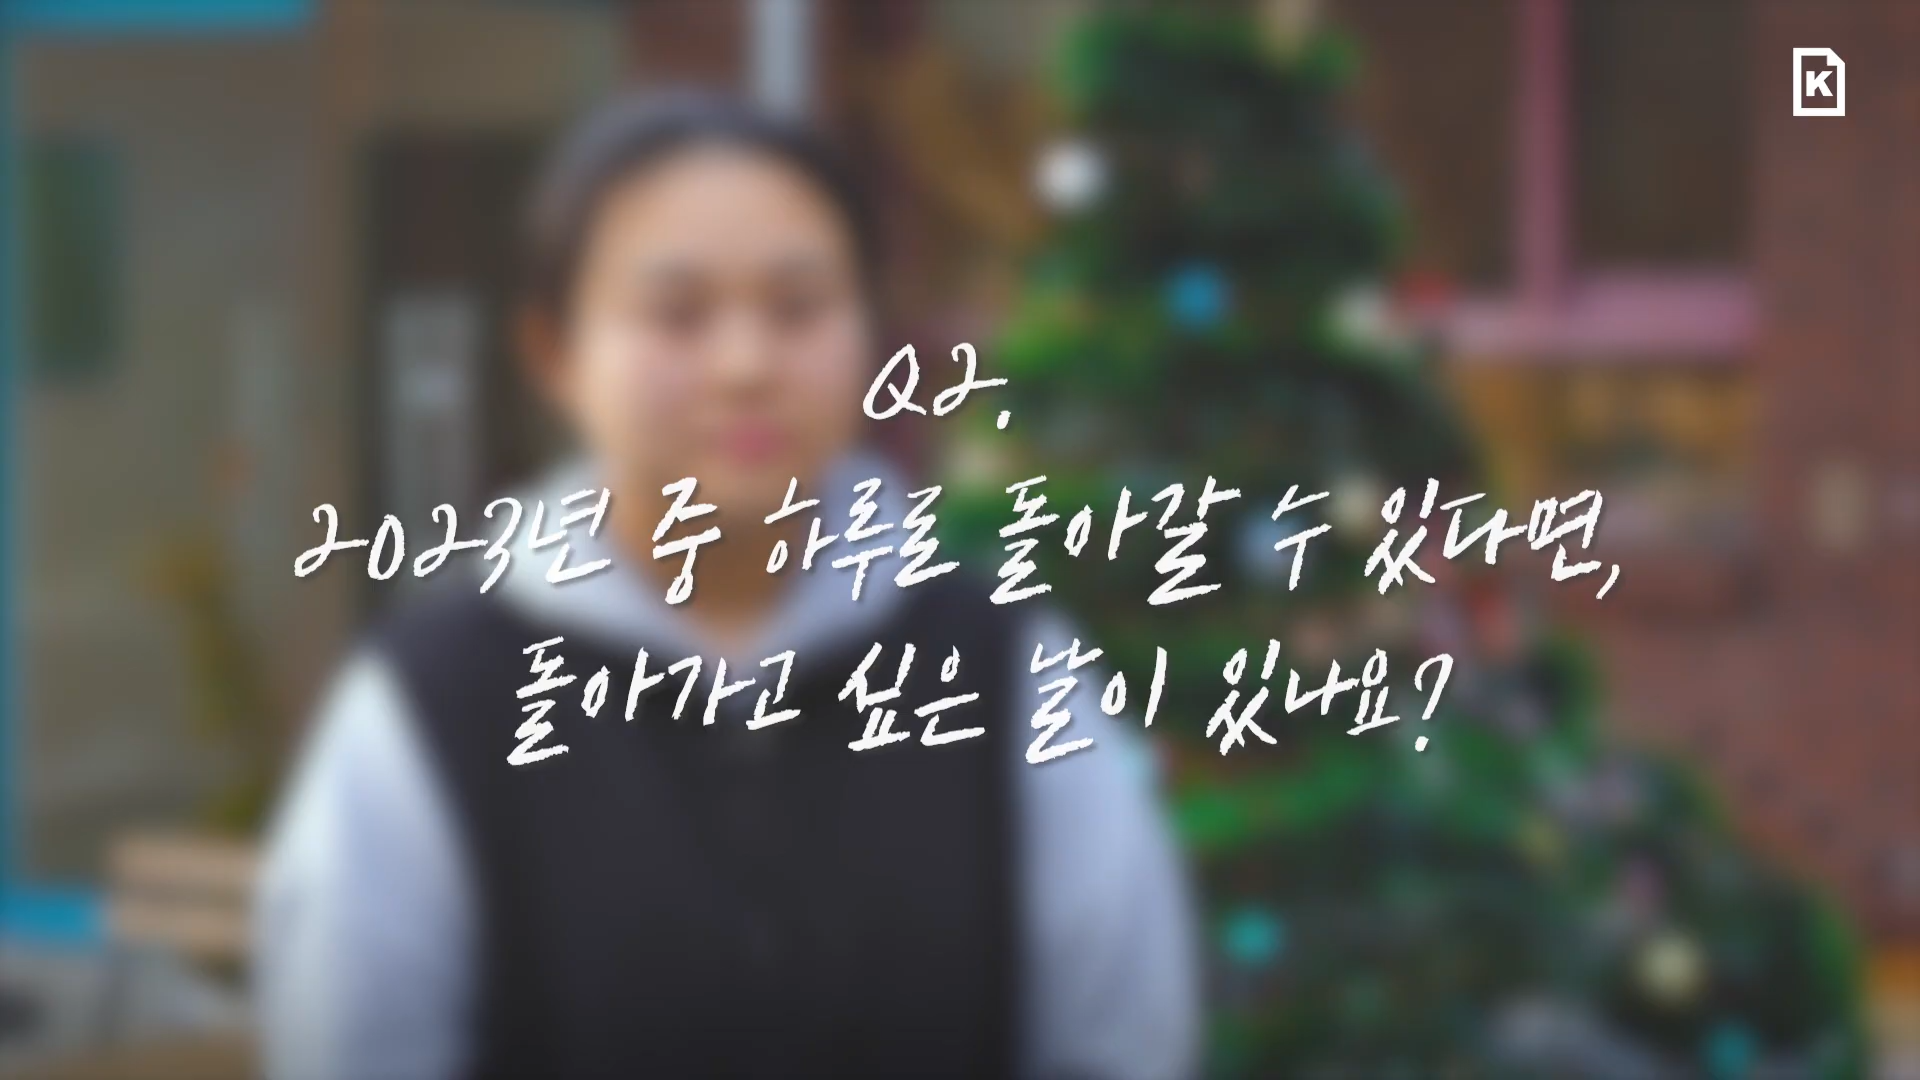 K
Q2.
2023년 중 하루로 돌아갈 수 있다면,
돌아가고 싶은 날이 있나요?